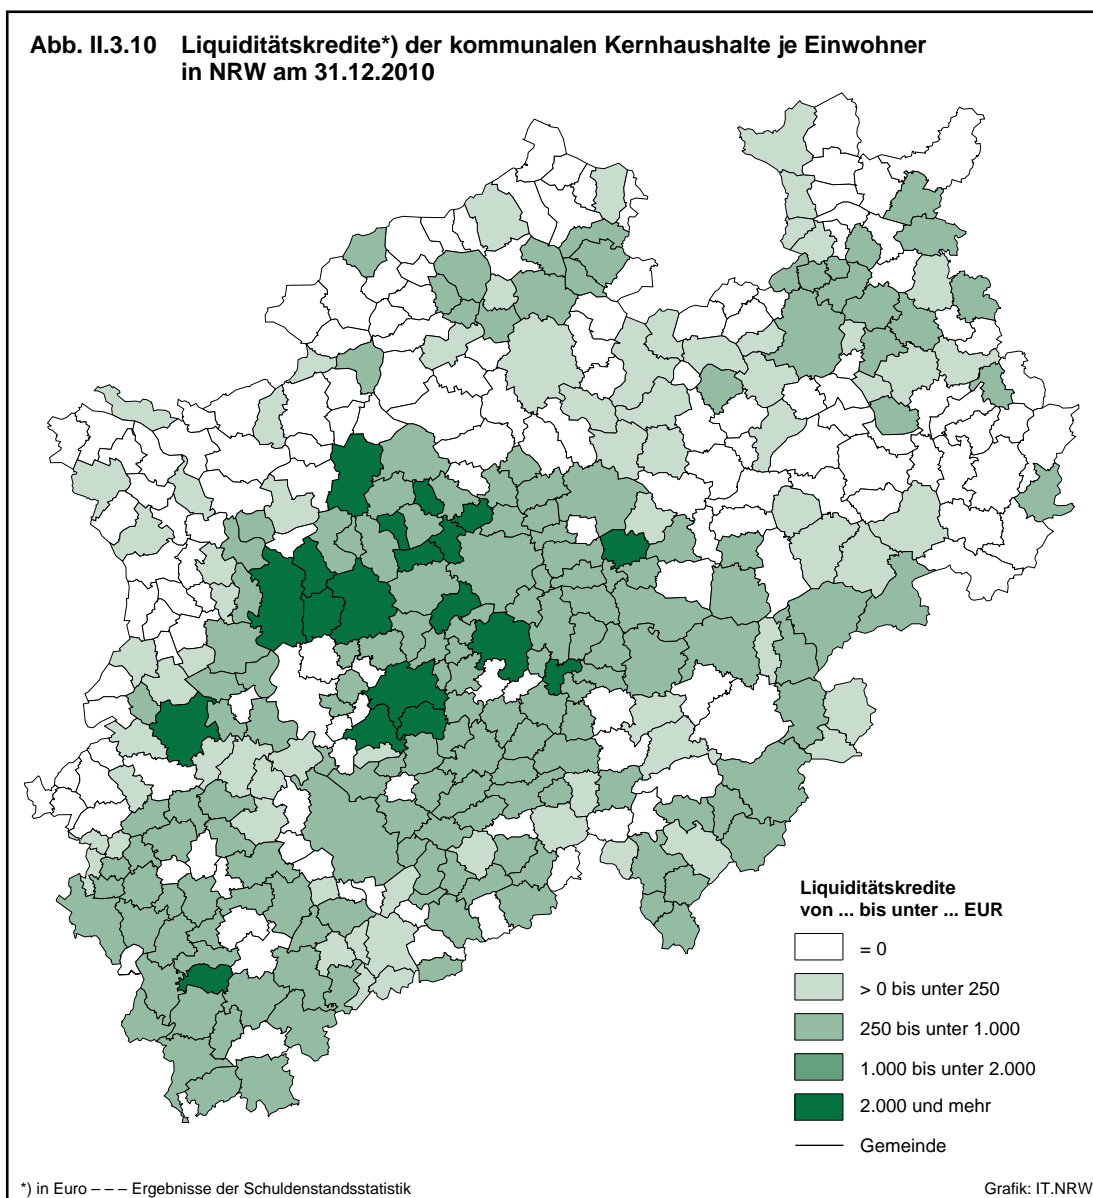 Abb. II.3.10 Liquiditätskredite*) der kommunalen Kernhaushalte je Einwohner
in NRW am 31.12.2010
Liquiditätskredite
von ... bis unter ... EUR
= 0
> 0 bis unter 250
250 bis unter 1.000
1.000 bis unter 2.000
2.000 und mehr
Gemeinde
*) in Euro – – – Ergebnisse der Schuldenstandsstatistik
Grafik: IT.NRW